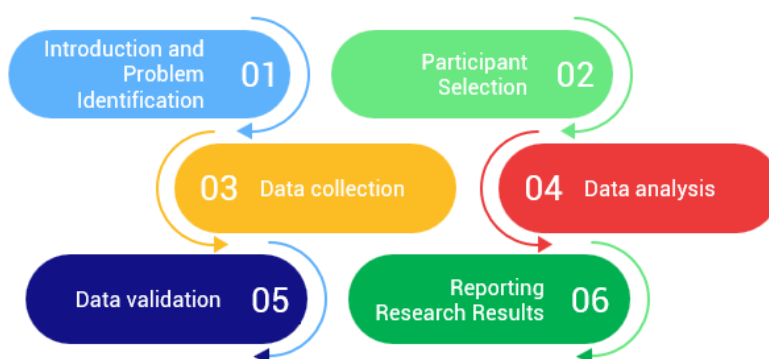 Introduction and
Problem
Identification
01
Participant
Selection
02
03
Data collection
04
Data analysis
Data validation
05
Reporting
Research Results
06